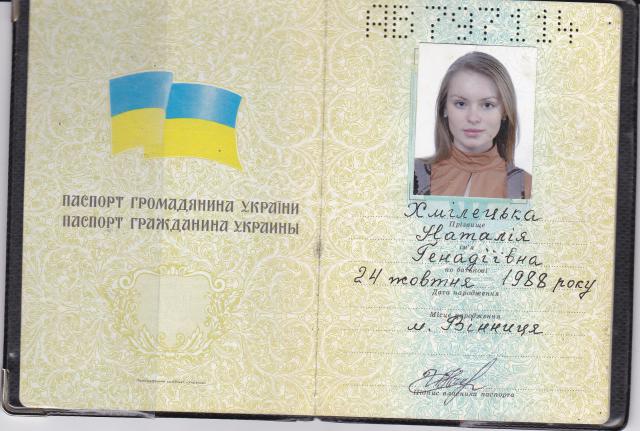 АВ 797114
ПАСПОРТ ГРОМАДЯНИНА УКРАЇНИ
ПАСПОРТ ГРАЖДАНИНА УКРАИНЫ
Хмілецька
Прізвище
Наталія
Ім'я
Генадіївна
по батькові
24 жовтня 1988 року
Дата народження
Місце народження
м. Вінниця
Підпис власника паспорта